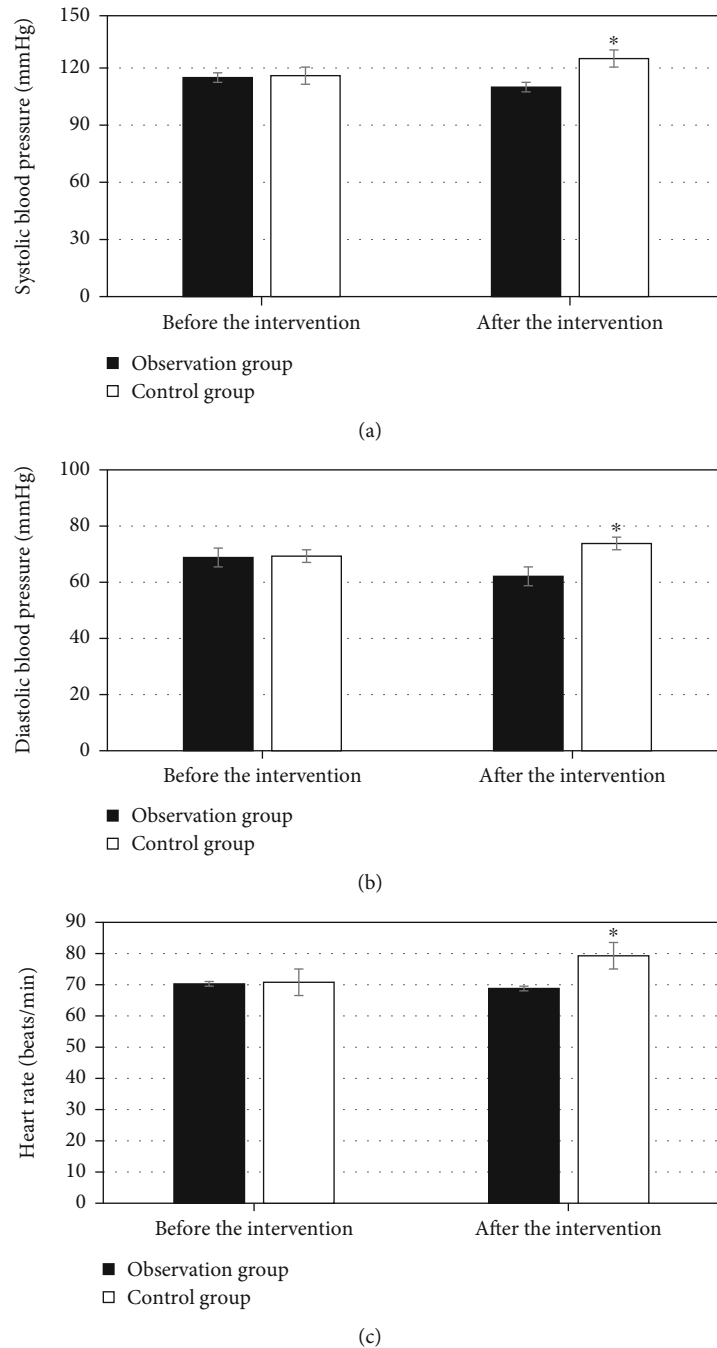 Systolic blood pressure (mmHg)
150
120
90
60
30
0
*
Before the intervention
After the intervention
Observation group
Control group
(a)
Diastolic blood pressure (mmHg)
100
80
60
40
20
0
*
Before the intervention
After the intervention
Observation group
Control group
(b)
Heart rate (beats/min)
90
80
70
60
50
40
30
20
10
0
*
Before the intervention
After the intervention
Observation group
Control group
(c)